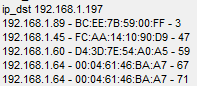 ip_dst 192.168.1.197
192.168.1.89 - BC:EE:7B:59:00:FF - 3
192.168.1.45 - FC:AA:14:10:90:D9 - 47
192.168.1.60 - D4:3D:7E:54:A0:A5 - 59
192.168.1.64 - 00:04:61:46:BA:A7 - 67
192.168.1.64 - 00:04:61:46:BA:A7 - 71